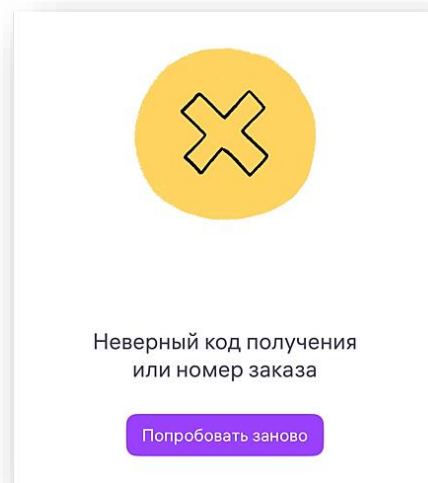 Неверный код получения
или номер заказа
Попробовать заново